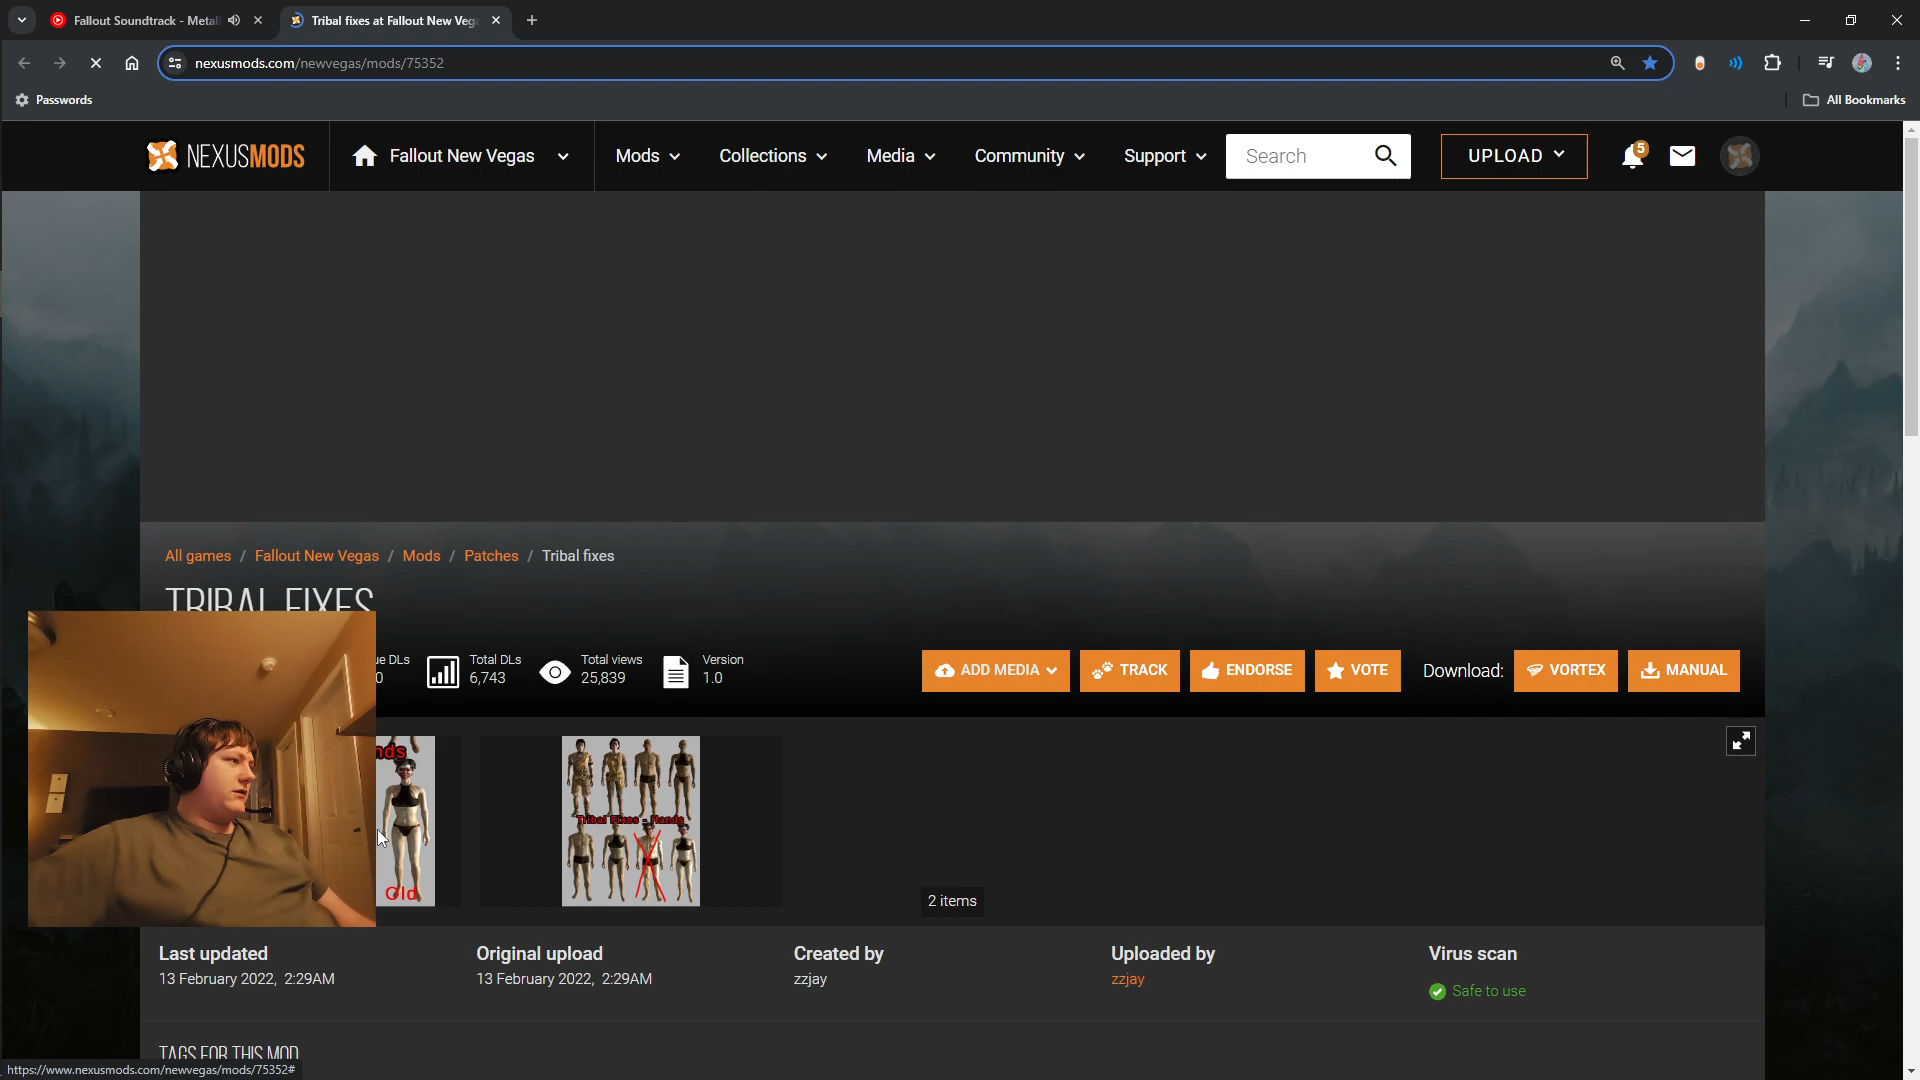 Fallout Soundtrack - Metal
Tribal fixes at Fallout New Veg
nexusmods.com/newvegas/mods/75352
Passwords
All Bookmarks
NEXUSMODS
Fallout New Vegas
Mods
Collections
Media
Community
Support
Search
UPLOAD
5
All games / Fallout New Vegas / Mods / Patches / Tribal fixes
TRIBAL FIXES
ue DLs
0
Total DLs
6,743
Total views
25,839
Version
1.0
ADD MEDIA
TRACK
ENDORSE
VOTE
Download:
VORTEX
MANUAL
nds
Old
Tribal Fixes - Hands
2 items
Last updated
13 February 2022, 2:29AM
Original upload
13 February 2022, 2:29AM
Created by
zzjay
Uploaded by
zzjay
Virus scan
Safe to use
TAGS FOR THIS MOD
https://www.nexusmods.com/newvegas/mods/75352#